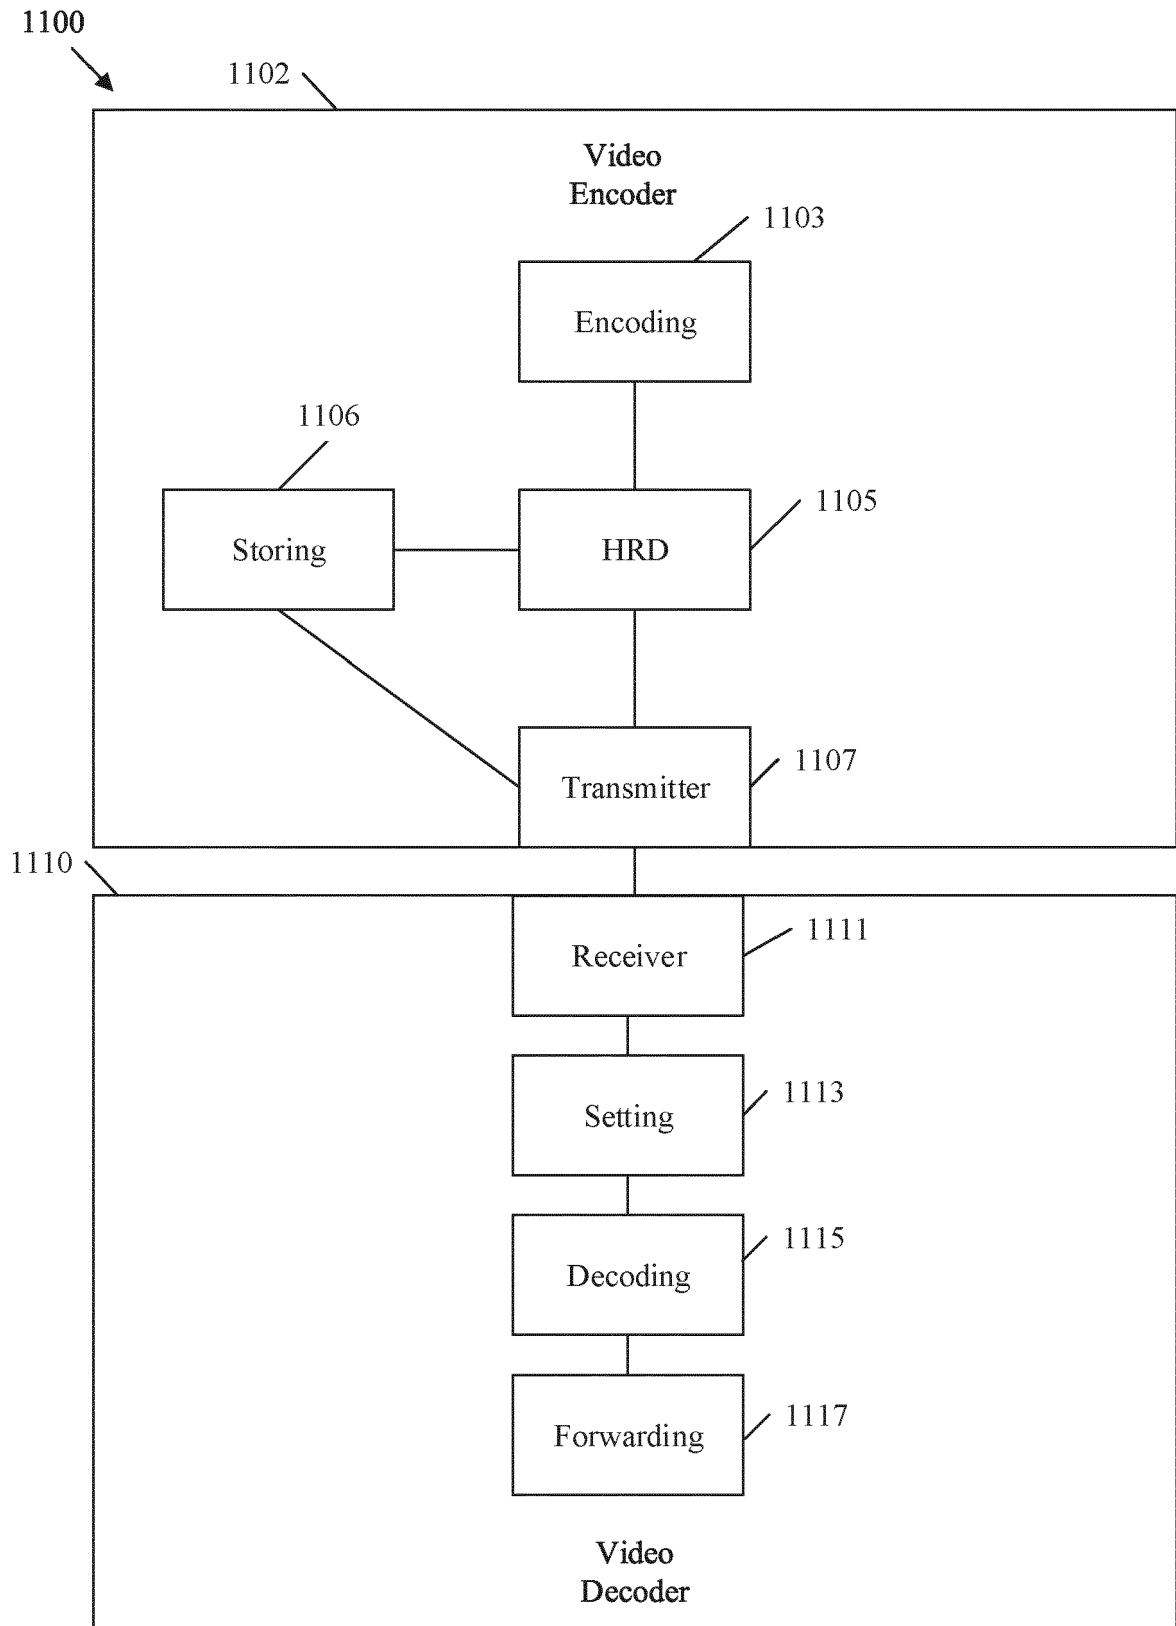 1100
1102
Video
Encoder
1103
Encoding
1106
1105
Storing
HRD
1107
Transmitter
1110
1111
Receiver
1113
Setting
1115
Decoding
1117
Forwarding
Video
Decoder